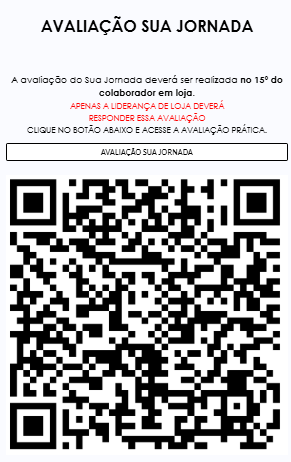 AVALIAÇÃO SUA JORNADA
A avaliação do Sua Jornada deverá ser realizada no 15º do
colaborador em loja.
APENAS A LIDERANÇA DE LOJA DEVERÁ
RESPONDER ESSA AVALIAÇÃO
CLIQUE NO BOTÃO ABAIXO E ACESSE A AVALIAÇÃO PRÁTICA.
AVALIAÇÃO SUA JORNADA